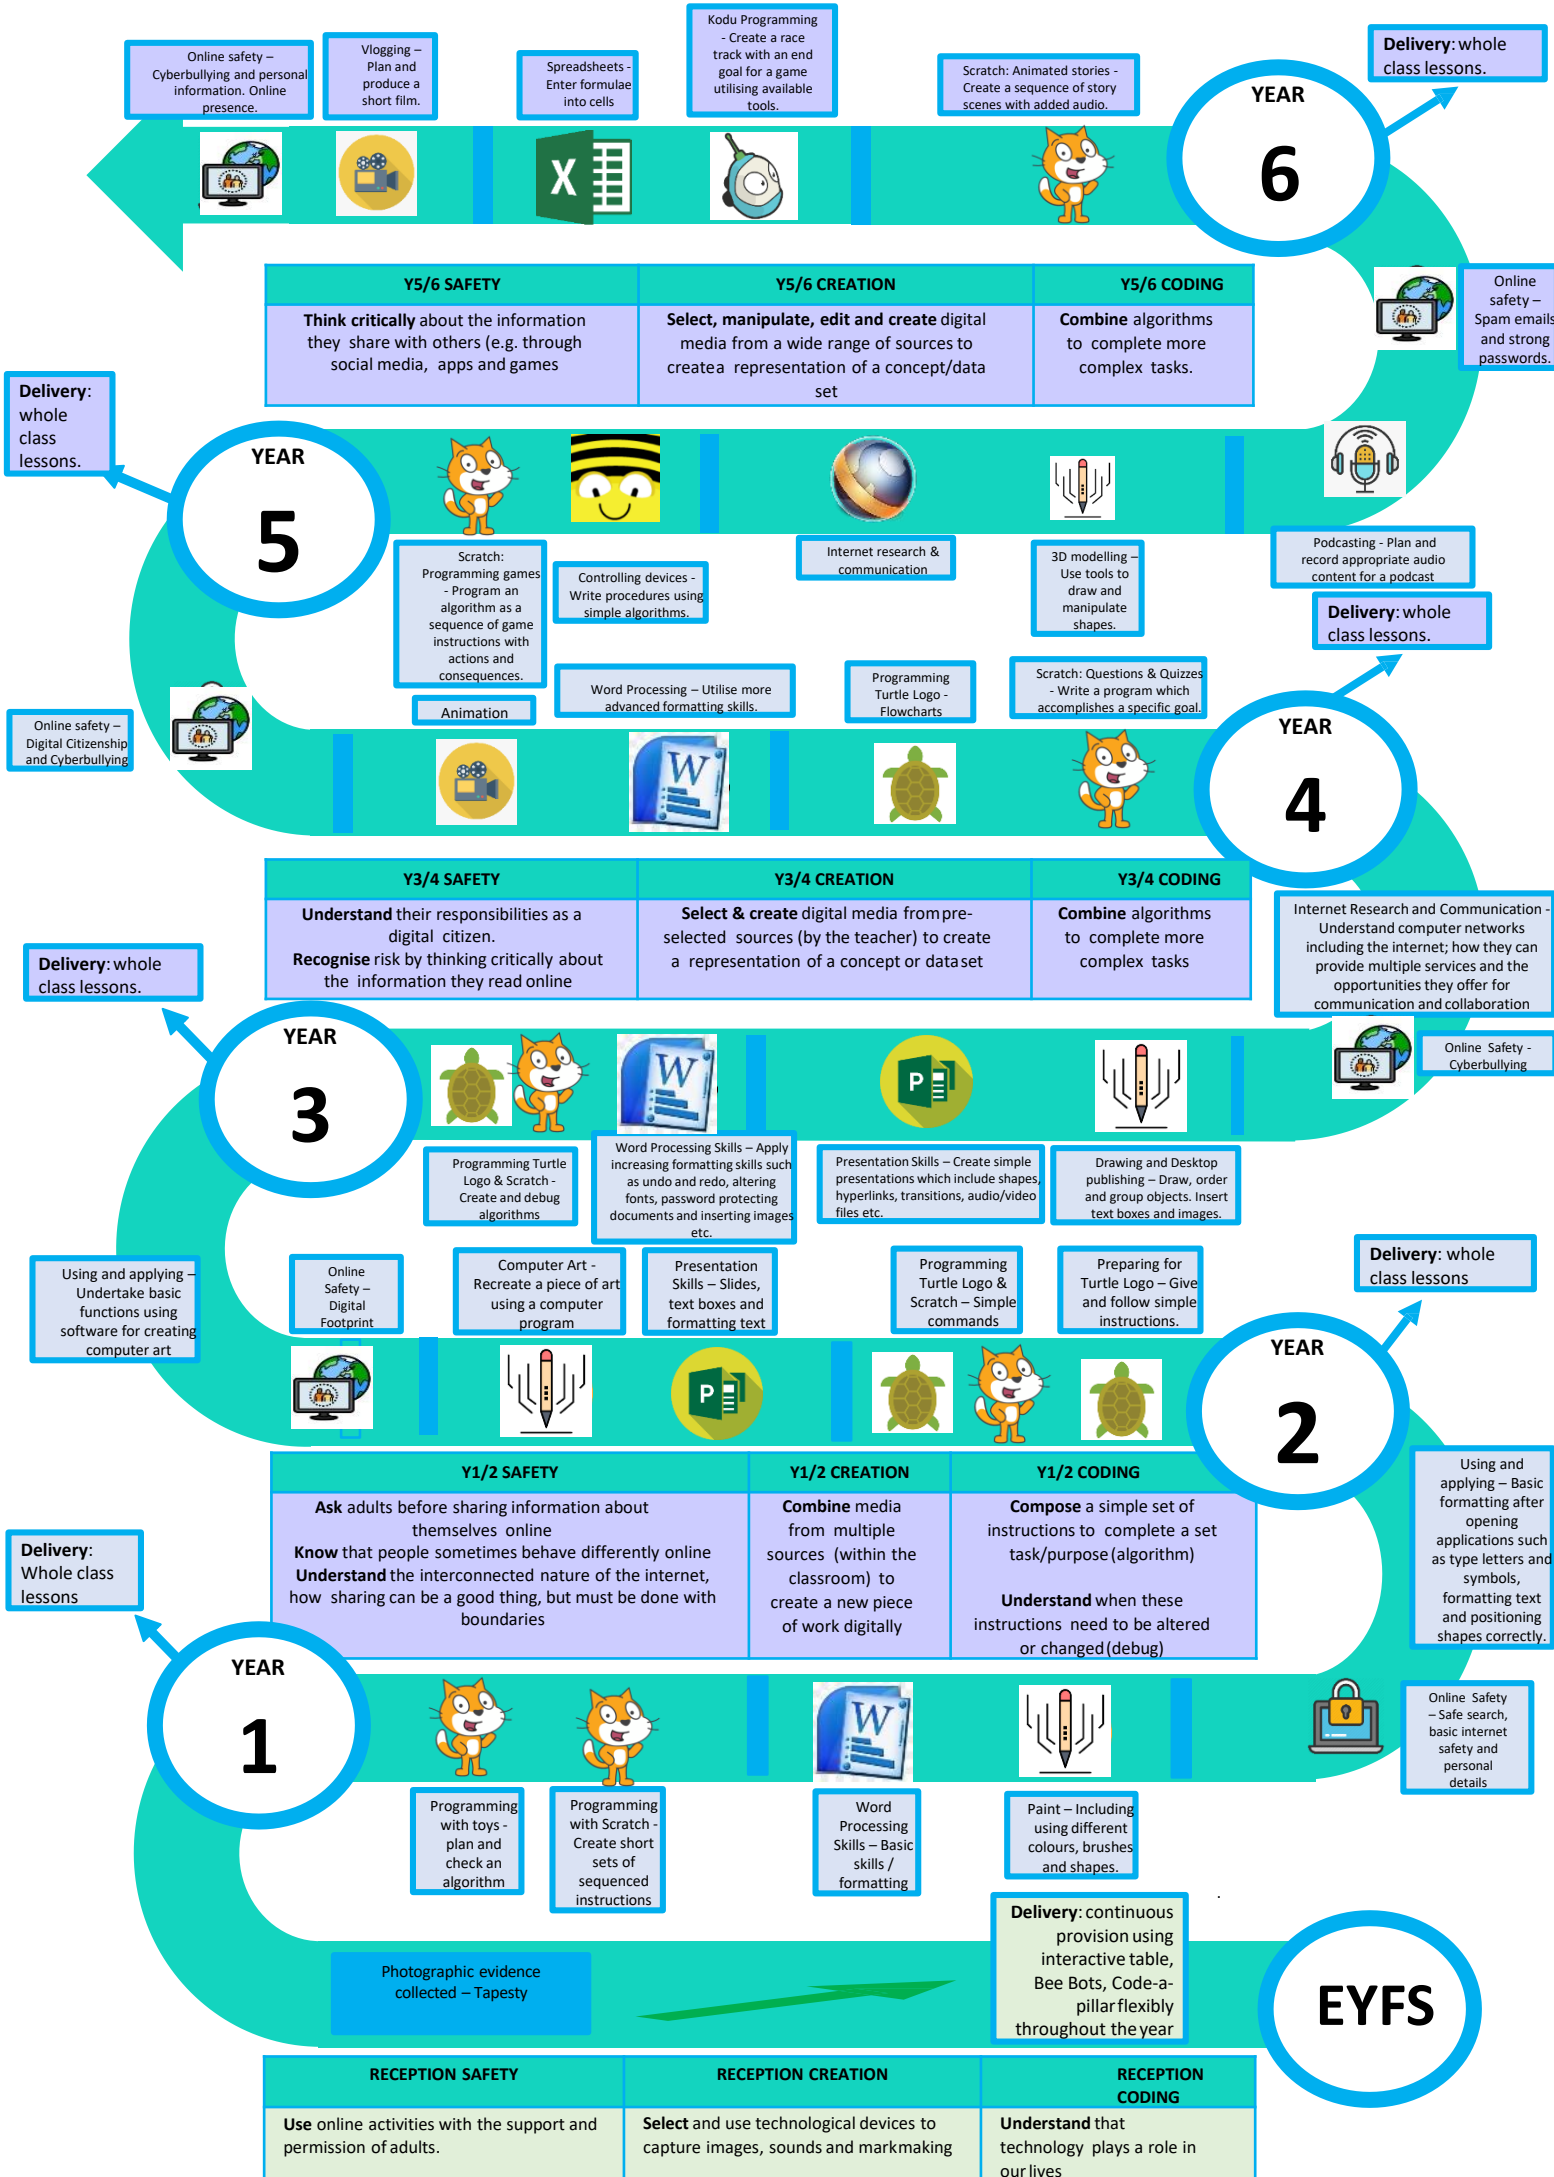 Online safety –
Cyberbullying and personal
information. Online
presence.
Vlogging –
Plan and
produce a
short film.
Spreadsheets -
Enter formulae
into cells
Kodu Programming
- Create a race
track with an end
goal for a game
utilising available
tools.
Scratch: Animated stories -
Create a sequence of story
scenes with added audio.
YEAR
6
Delivery: whole
class lessons.
X
Y5/6 SAFETY
Y5/6 CREATION
Y5/6 CODING
Think critically about the information
they share with others (e.g. through
social media, apps and games
Select, manipulate, edit and create digital
media from a wide range of sources to
createa representation of a concept/data
set
Combine algorithms
to complete more
complex tasks.
Online
safety –
Spam emails
and strong
passwords.
Delivery:
whole
class
lessons.
YEAR
5
Scratch:
Programming games
- Program an
algorithm as a
sequence of game
instructions with
actions and
consequences.
Controlling devices -
Write procedures using
simple algorithms.
Internet research &
communication
3D modelling –
Use tools to
draw and
manipulate
shapes.
Podcasting - Plan and
record appropriate audio
content for a podcast
Delivery: whole
class lessons.
Online safety –
Digital Citizenship
and Cyberbullying
Animation
Word Processing – Utilise more
advanced formatting skills.
Programming
Turtle Logo -
Flowcharts
Scratch: Questions & Quizzes
- Write a program which
accomplishes a specific goal.
YEAR
4
W
Y3/4 SAFETY
Y3/4 CREATION
Y3/4 CODING
Understand their responsibilities as a
digital citizen.
Recognise risk by thinking critically about
the information they read online
Select & create digital media from pre-
selected sources (by the teacher) to create
a representation of a concept or dataset
Combine algorithms
to complete more
complex tasks
Internet Research and Communication -
Understand computer networks
including the internet; how they can
provide multiple services and the
opportunities they offer for
communication and collaboration
Online Safety -
Cyberbullying
Delivery: whole
class lessons.
YEAR
3
W
P
Programming Turtle
Logo & Scratch -
Create and debug
algorithms
Word Processing Skills – Apply
increasing formatting skills such
as undo and redo, altering
fonts, password protecting
documents and inserting images
etc.
Presentation Skills – Create simple
presentations which include shapes,
hyperlinks, transitions, audio/video
files etc.
Drawing and Desktop
publishing – Draw, order
and group objects. Insert
text boxes and images.
Using and applying –
Undertake basic
functions using
software for creating
computer art
Online
Safety –
Digital
Footprint
Computer Art -
Recreate a piece of art
using a computer
program
Presentation
Skills – Slides,
text boxes and
formatting text
Programming
Turtle Logo &
Scratch – Simple
commands
Preparing for
Turtle Logo – Give
and follow simple
instructions.
Delivery: whole
class lessons
YEAR
2
P
Y1/2 SAFETY
Y1/2 CREATION
Y1/2 CODING
Ask adults before sharing information about
themselves online
Know that people sometimes behave differently online
Understand the interconnected nature of the internet,
how sharing can be a good thing, but must be done with
boundaries
Combine media
from multiple
sources (within the
classroom) to
create a new piece
of work digitally
Compose a simple set of
instructions to complete a set
task/purpose (algorithm)
Understand when these
instructions need to be altered
or changed (debug)
Using and
applying – Basic
formatting after
opening
applications such
as type letters and
symbols,
formatting text
and positioning
shapes correctly.
Delivery:
Whole class
lessons
YEAR
1
W
Online Safety
– Safe search,
basic internet
safety and
personal
details
Programming
with toys -
plan and
check an
algorithm
Programming
with Scratch -
Create short
sets of
sequenced
instructions
Word
Processing
Skills – Basic
skills /
formatting
Paint – Including
using different
colours, brushes
and shapes.
.
Photographic evidence
collected – Tapesty
Delivery: continuous
provision using
interactive table,
Bee Bots, Code-a-
pillar flexibly
throughout the year
EYFS
RECEPTION SAFETY
RECEPTION CREATION
RECEPTION
CODING
Use online activities with the support and
permission of adults.
Select and use technological devices to
capture images, sounds and markmaking
Understand that
technology plays a role in
our lives